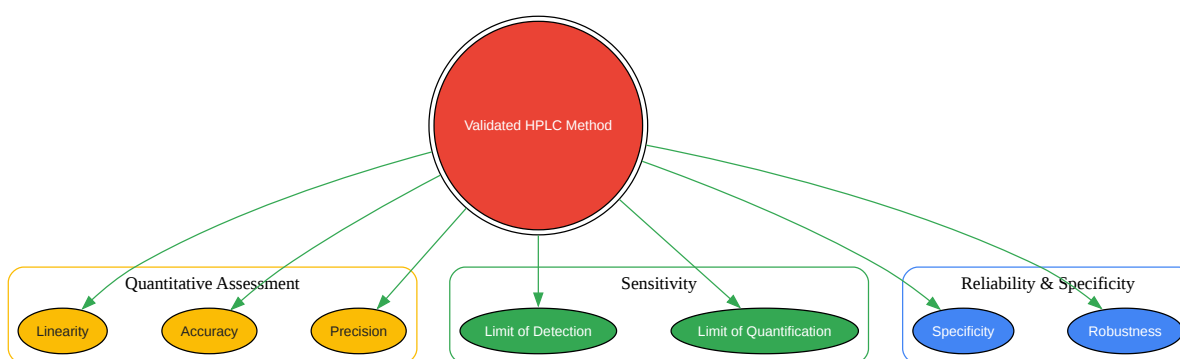 Validated HPLC Method
Quantitative Assessment
Sensitivity
Reliability & Specificity
Linearity
Accuracy
Precision
Limit of Detection
Limit of Quantification
Specificity
Robustness